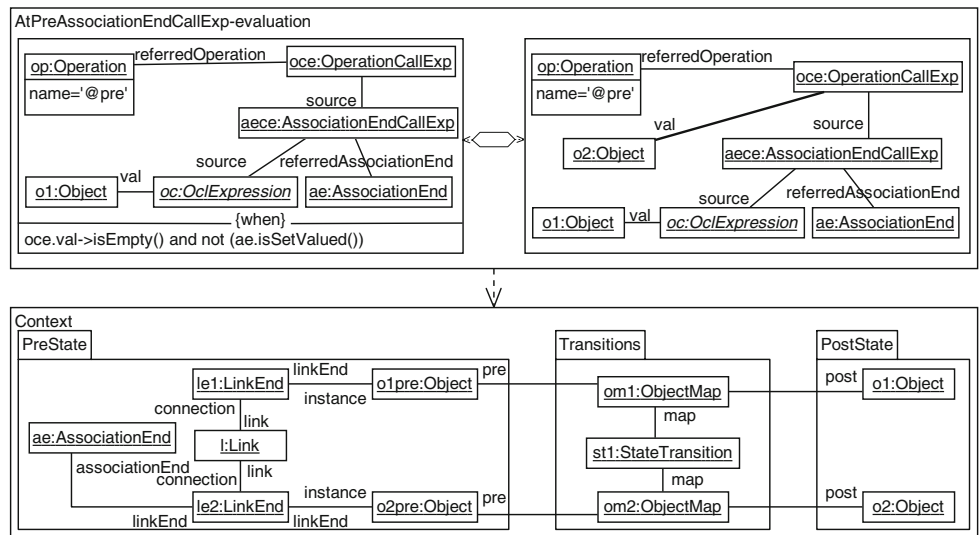 AtPreAssociationEndCallExp-evaluation
op:Operation
name='@pre'
referredOperation
oce:OperationCallExp
source
aece:AssociationEndCallExp
source
referredAssociationEnd
o1:Object
val
oc:OclExpression
ae:AssociationEnd
{when}
oce.val->isEmpty() and not (ae.isSetValued())
op:Operation
name='@pre'
referredOperation
oce:OperationCallExp
val
source
o2:Object
aece:AssociationEndCallExp
source
referredAssociationEnd
o1:Object
val
oc:OclExpression
ae:AssociationEnd
Context
PreState
le1:LinkEnd
linkEnd
instance
o1pre:Object
pre
connection
link
ae:AssociationEnd
l:Link
associationEnd
link
connection
linkEnd
le2:LinkEnd
instance
linkEnd
o2pre:Object
pre
Transitions
om1:ObjectMap
map
st1:StateTransition
map
om2:ObjectMap
PostState
post
o1:Object
post
o2:Object